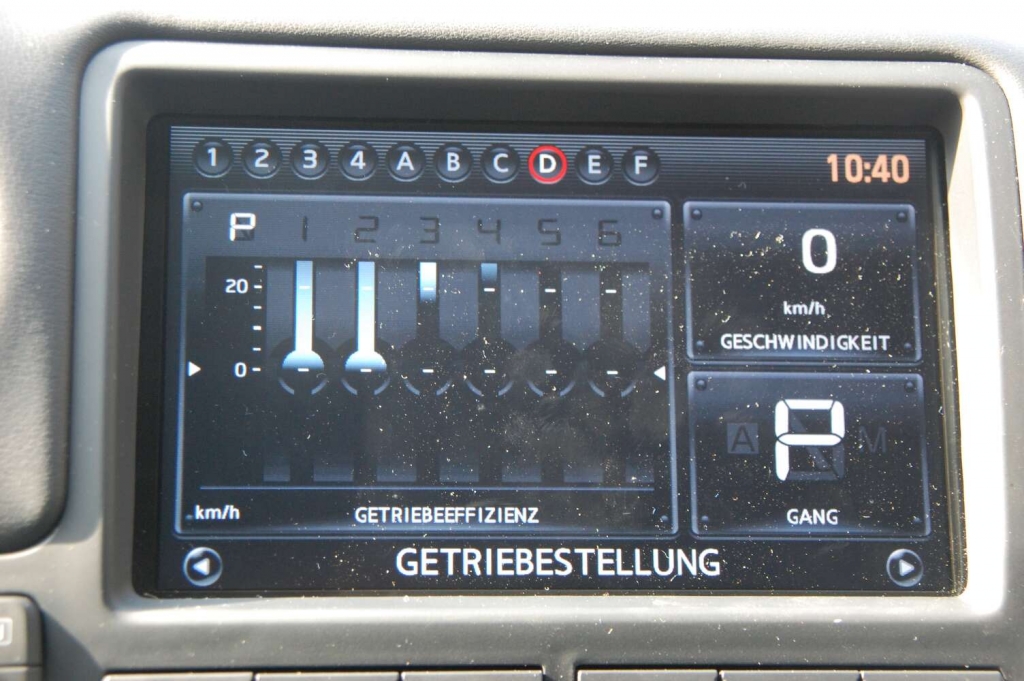 1 2 3 4 A B C D E F
10:40
P 1 2 3 4 5 6
20
0
km/h
GETRIEBEEFFIZIENZ
0
km/h
GESCHWINDIGKEIT
A P M
GANG
GETRIEBESTELLUNG